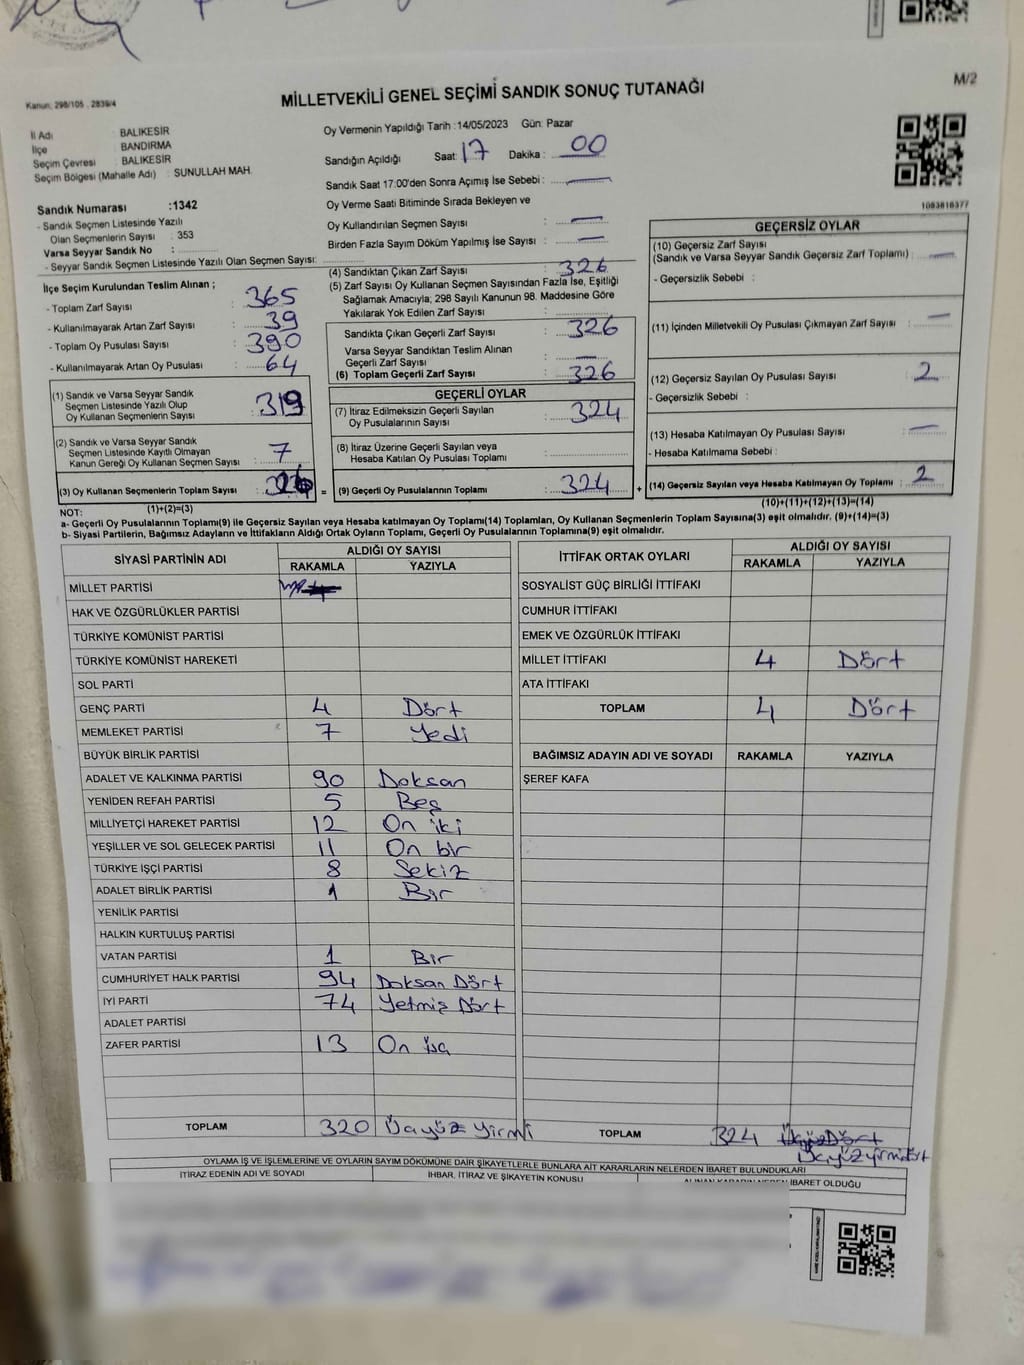 M/2
Kanun: 298/105 . 2839/4
MİLLETVEKİLİ GENEL SEÇİMİ SANDIK SONUÇ TUTANAĞI
İl Adı : BALIKESİR
İlçe : BANDIRMA
Seçim Çevresi : BALIKESİR
Seçim Bölgesi (Mahalle Adı) : SUNULLAH MAH.
Sandık Numarası :1342
- Sandık Seçmen Listesinde Yazılı
Olan Seçmenlerin Sayısı : 353
Varsa Seyyar Sandık No :
- Seyyar Sandık Seçmen Listesinde Yazılı Olan Seçmen Sayısı:
Oy Vermenin Yapıldığı Tarih :14/05/2023 Gün: Pazar
Sandığın Açıldığı Saat: 17 Dakika : 00
Sandık Saat 17:00'den Sonra Açımış İse Sebebi :
Oy Verme Saati Bitiminde Sırada Bekleyen ve
Oy Kullandırılan Seçmen Sayısı :
Birden Fazla Sayım Döküm Yapılmış İse Sayısı :
1083816377
İlçe Seçim Kurulundan Teslim Alınan ;
- Toplam Zarf Sayısı : 365
- Kullanılmayarak Artan Zarf Sayısı : 39
- Toplam Oy Pusulası Sayısı : 390
- Kullanılmayarak Artan Oy Pusulası : 64
(1) Sandık ve Varsa Seyyar Sandık
Seçmen Listesinde Yazılı Olup
Oy Kullanan Seçmenlerin Sayısı : 319
(2) Sandık ve Varsa Seyyar Sandık
Seçmen Listesinde Kayıtlı Olmayan
Kanun Gereği Oy Kullanan Seçmen Sayısı : 7
(3) Oy Kullanan Seçmenlerin Toplam Sayısı : 326 =
(1)+(2)=(3)
(4) Sandıktan Çıkan Zarf Sayısı : 326
(5) Zarf Sayısı Oy Kullanan Seçmen Sayısından Fazla İse, Eşitliği
Sağlamak Amacıyla; 298 Sayılı Kanunun 98. Maddesine Göre
Yakılarak Yok Edilen Zarf Sayısı :
Sandıkta Çıkan Geçerli Zarf Sayısı : 326
Varsa Seyyar Sandıktan Teslim Alınan
Geçerli Zarf Sayısı :
(6) Toplam Geçerli Zarf Sayısı : 326
GEÇERLİ OYLAR
(7) İtiraz Edilmeksizin Geçerli Sayılan
Oy Pusulalarının Sayısı : 324
(8) İtiraz Üzerine Geçerli Sayılan veya
Hesaba Katılan Oy Pusulası Toplamı :
(9) Geçerli Oy Pusulalarının Toplamı : 324 +
GEÇERSİZ OYLAR
(10) Geçersiz Zarf Sayısı
(Sandık ve Varsa Seyyar Sandık Geçersiz Zarf Toplamı) :
- Geçersizlik Sebebi :
(11) İçinden Milletvekili Oy Pusulası Çıkmayan Zarf Sayısı :
(12) Geçersiz Sayılan Oy Pusulası Sayısı : 2
- Geçersizlik Sebebi :
(13) Hesaba Katılmayan Oy Pusulası Sayısı :
- Hesaba Katılmama Sebebi :
(14) Geçersiz Sayılan veya Hesaba Katılmayan Oy Toplamı : 2
(10)+(11)+(12)+(13)=(14)
NOT:
a- Geçerli Oy Pusulalarının Toplamı(9) ile Geçersiz Sayılan veya Hesaba katılmayan Oy Toplamı(14) Toplamları, Oy Kullanan Seçmenlerin Toplam Sayısına(3) eşit olmalıdır. (9)+(14)=(3)
b- Siyasi Partilerin, Bağımsız Adayların ve İttifakların Aldığı Oyların Toplamı, Geçerli Oy Pusulalarının Toplamına(9) eşit olmalıdır.
SİYASİ PARTİNİN ADI ALDIĞI OY SAYISI
RAKAMLA YAZIYLA
MİLLET PARTİSİ
HAK VE ÖZGÜRLÜKLER PARTİSİ
TÜRKİYE KOMÜNİST PARTİSİ
TÜRKİYE KOMÜNİST HAREKETİ
SOL PARTİ
GENÇ PARTİ 4 Dört
MEMLEKET PARTİSİ 7 Yedi
BÜYÜK BİRLİK PARTİSİ
ADALET VE KALKINMA PARTİSİ 90 Doksan
YENİDEN REFAH PARTİSİ 5 Beş
MİLLİYETÇİ HAREKET PARTİSİ 12 On iki
YEŞİLLER VE SOL GELECEK PARTİSİ 11 On bir
TÜRKİYE İŞÇİ PARTİSİ 8 Sekiz
ADALET BİRLİK PARTİSİ 1 Bir
YENİLİK PARTİSİ
HALKIN KURTULUŞ PARTİSİ
VATAN PARTİSİ 1 Bir
CUMHURİYET HALK PARTİSİ 94 Doksan Dört
İYİ PARTİ 74 Yetmiş Dört
ADALET PARTİSİ
ZAFER PARTİSİ 13 On üç
TOPLAM 320 Üçyüz Yirmi
İTTİFAK ORTAK OYLARI ALDIĞI OY SAYISI
RAKAMLA YAZIYLA
SOSYALİST GÜÇ BİRLİĞİ İTTİFAKI
CUMHUR İTTİFAKI
EMEK VE ÖZGÜRLÜK İTTİFAKI
MİLLET İTTİFAKI 4 Dört
ATA İTTİFAKI
TOPLAM 4 Dört
BAĞIMSIZ ADAYIN ADI VE SOYADI RAKAMLA YAZIYLA
ŞEREF KAFA
TOPLAM 324 ÜçyüzDört
Üçyüzyirmidört
OYLAMA İŞ VE İŞLEMLERİNE VE OYLARIN SAYIM DÖKÜMÜNE DAİR ŞİKAYETLERLE BUNLARA AİT KARARLARIN NELERDEN İBARET BULUNDUKLARI
İTİRAZ EDENİN ADI VE SOYADI İHBAR, İTİRAZ VE ŞİKAYETİN KONUSU ALINAN KARARIN NEDEN İBARET OLDUĞU